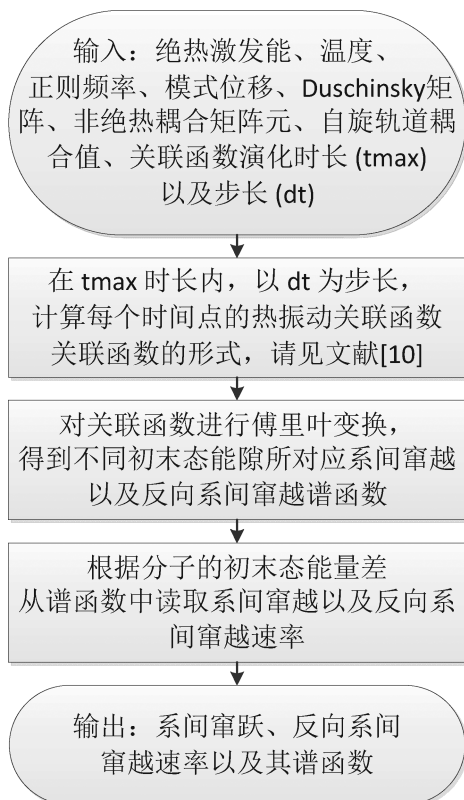 输入：绝热激发能、温度、
正则频率、模式位移、Duschinsky矩
阵、非绝热耦合矩阵元、自旋轨道耦
合值、关联函数演化时长 (tmax)
以及步长 (dt)
在 tmax 时长内，以 dt 为步长，
计算每个时间点的热振动关联函数
关联函数的形式，请见文献[10]
对关联函数进行傅里叶变换，
得到不同初末态能隙所对应系间窜越
以及反向系间窜越谱函数
根据分子的初末态能量差
从谱函数中读取系间窜越以及反向系
间窜越速率
输出：系间窜跃、反向系间
窜越速率以及其谱函数